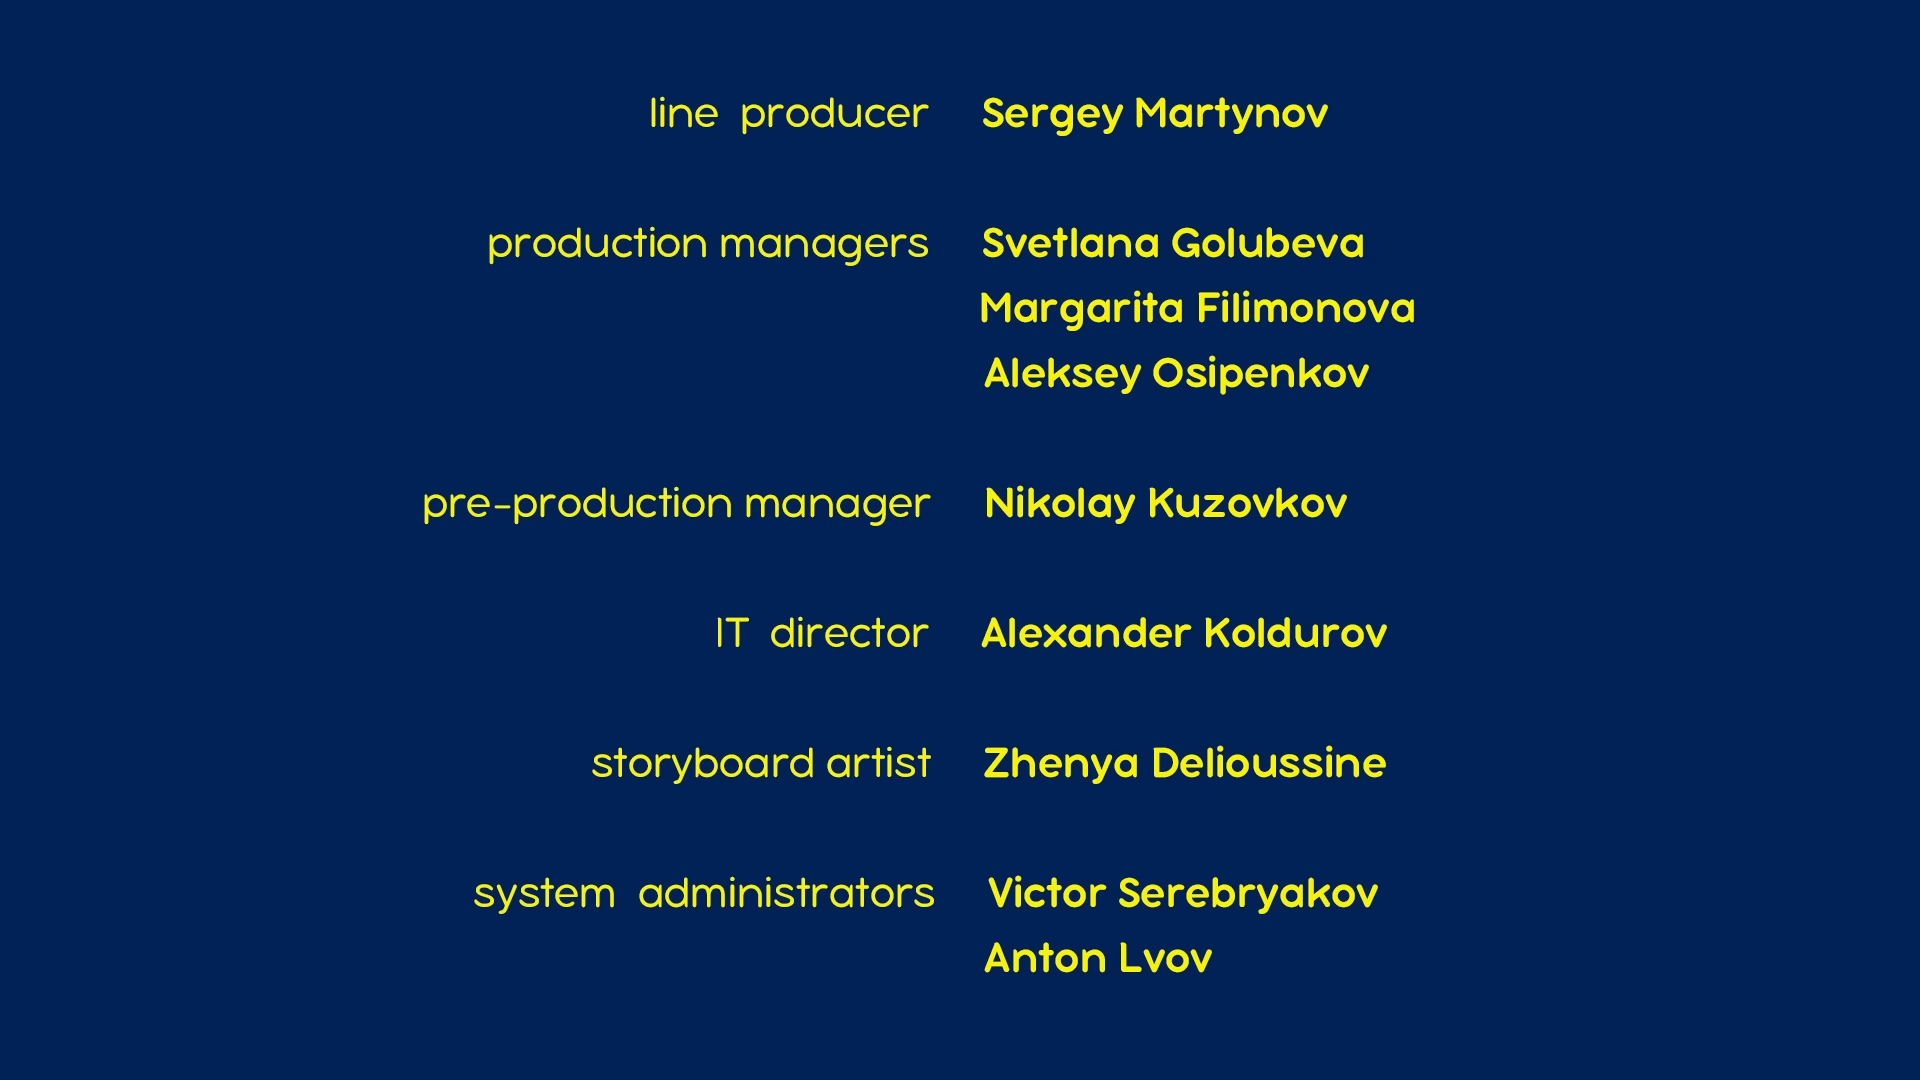 line producer Sergey Martynov
production managers Svetlana Golubeva
Margarita Filimonova
Aleksey Osipenkov
pre-production manager Nikolay Kuzovkov
IT director Alexander Koldurov
storyboard artist Zhenya Delioussine
system administrators Victor Serebryakov
Anton Lvov